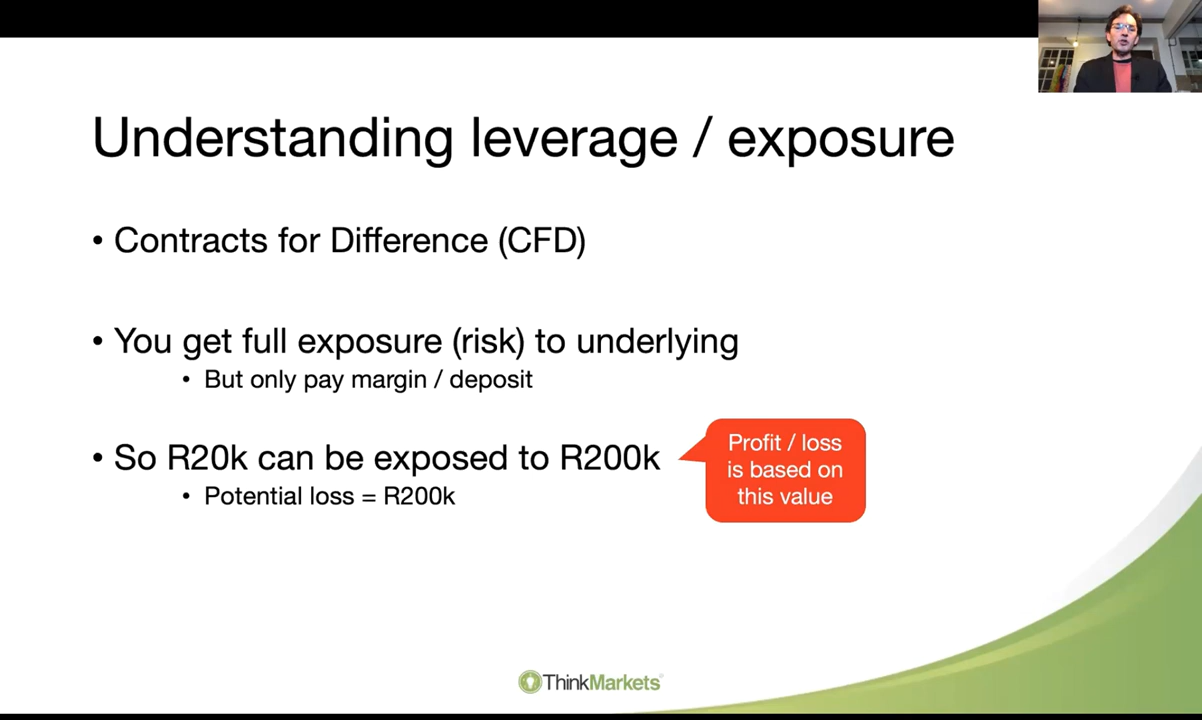 Understanding leverage / exposure
• Contracts for Difference (CFD)
• You get full exposure (risk) to underlying
• But only pay margin / deposit
• So R20k can be exposed to R200k
• Potential loss = R200k
Profit / loss
is based on
this value
ThinkMarkets